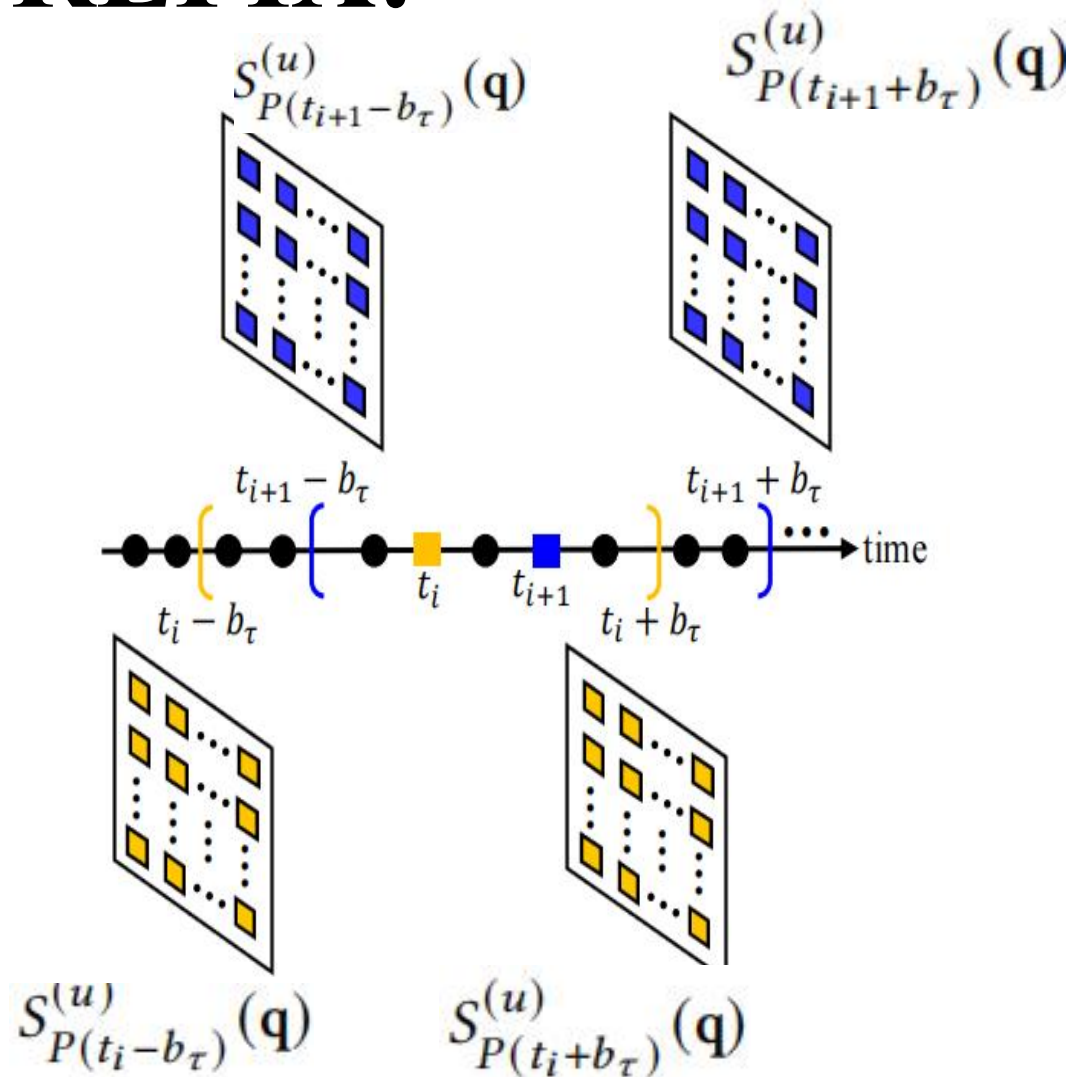 S^{(u)}_{P(t_{i+1}-b_τ)}(q)
S^{(u)}_{P(t_{i+1}+b_τ)}(q)
t_{i+1} − b_τ
t_{i+1} + b_τ
time
t_i
t_{i+1}
t_i − b_τ
t_i + b_τ
S^{(u)}_{P(t_i−b_τ)}(q)
S^{(u)}_{P(t_i+b_τ)}(q)